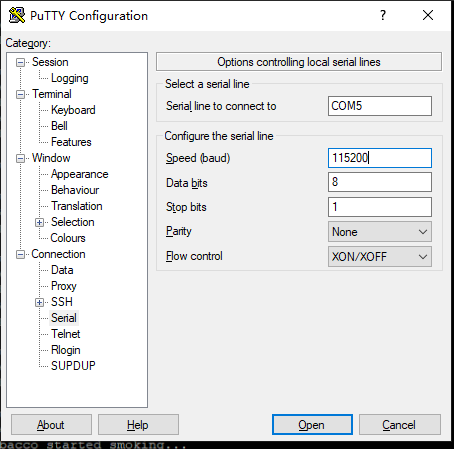 PuTTY Configuration
?
Category:
Session
Logging
Terminal
Keyboard
Bell
Features
Window
Appearance
Behaviour
Translation
Selection
Colours
Connection
Data
Proxy
SSH
Serial
Telnet
Rlogin
SUPDUP
Options controlling local serial lines
Select a serial line
Serial line to connect to COM5
Configure the serial line
Speed (baud) 115200
Data bits 8
Stop bits 1
Parity None
Flow control XON/XOFF
About Help Open Cancel
bacco started smoking...